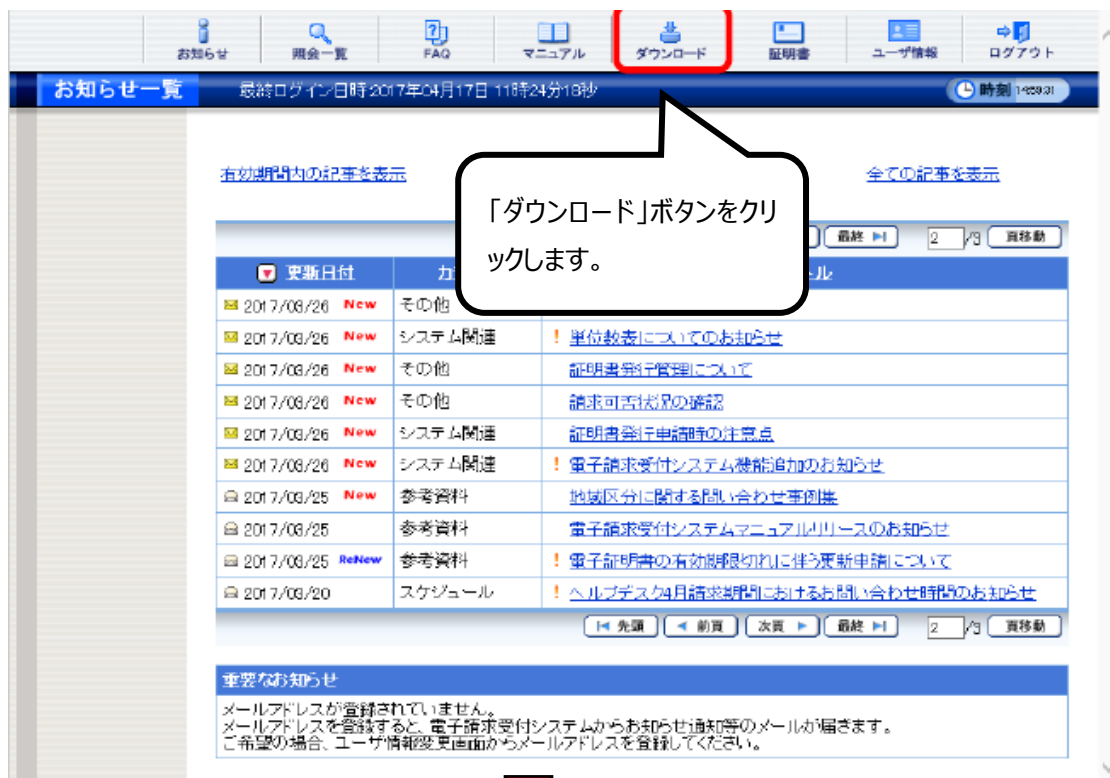 お知らせ 照会一覧 FAQ マニュアル ダウンロード 証明書 ユーザ情報 ログアウト
お知らせ一覧 最終ログイン日時:2017年04月17日 11時24分18秒 時刻
有効期間内の記事を表示 全ての記事を表示
「ダウンロード」ボタンをクリ
ックします。
最終 2 /3 頁移動
更新日付 カ ル
2017/03/26 New その他
2017/03/26 New システム関連 ! 単位数表についてのお知らせ
2017/03/26 New その他 証明書発行管理について
2017/03/26 New その他 請求可否状況の確認
2017/03/26 New システム関連 証明書発行申請時の注意点
2017/03/26 New システム関連 ! 電子請求受付システム機能追加のお知らせ
2017/03/25 New 参考資料 地域区分に関する問い合わせ事例集
2017/03/25 参考資料 電子請求受付システムマニュアルリリースのお知らせ
2017/03/25 ReNew 参考資料 ! 電子証明書の有効期限切れに伴う更新申請について
2017/03/20 スケジュール ! ヘルプデスク4月請求期間におけるお問い合わせ時間のお知らせ
先頭 前頁 次頁 最終 2 /3 頁移動
重要なお知らせ
メールアドレスが登録されていません。
メールアドレスを登録すると、電子請求受付システムからお知らせ通知等のメールが届きます。
ご希望の場合、ユーザ情報変更画面からメールアドレスを登録してください。